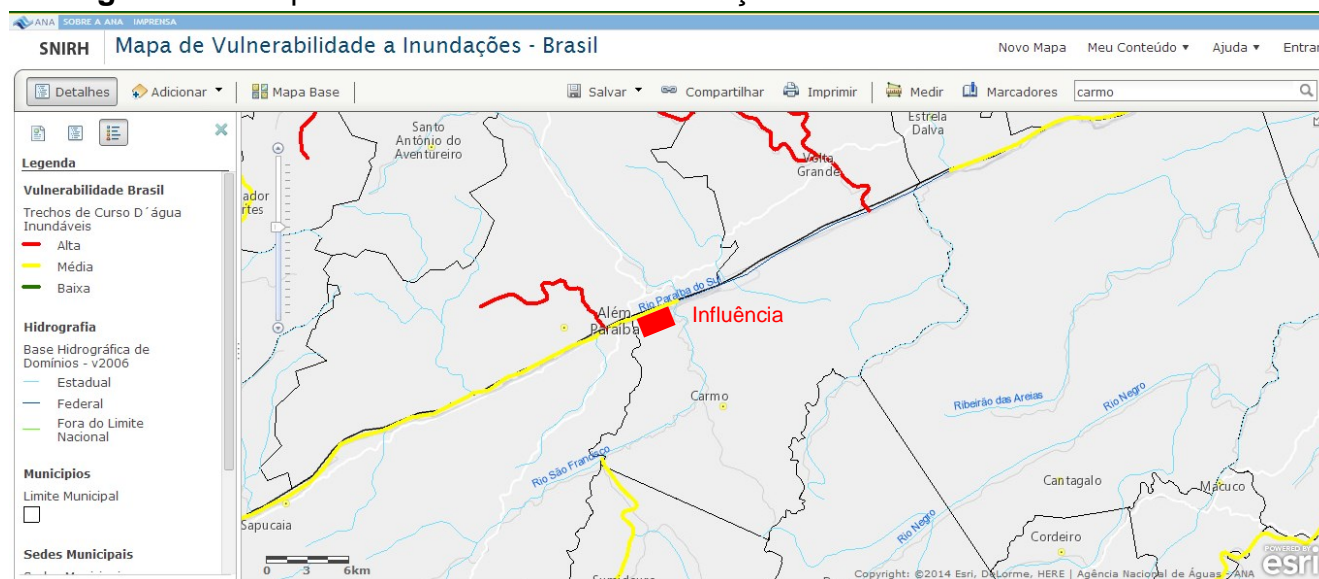 ANA SOBRE A ANA IMPRENSA
SNIRH Mapa de Vulnerabilidade a Inundações - Brasil
Novo Mapa Meu Conteúdo ▾ Ajuda ▾ Entrar
Detalhes Adicionar ▾ Mapa Base Salvar ▾ Compartilhar Imprimir Medir Marcadores carmo
Legenda
Vulnerabilidade Brasil
Trechos de Curso D´água
Inundáveis
Alta
Média
Baixa
Hidrografia
Base Hidrográfica de
Domínios - v2006
Estadual
Federal
Fora do Limite
Nacional
Municipios
Limite Municipal
Sedes Municipais
Santo
Antônio do
Aventureiro
ador
rtes
Estrela
Dalva
Volta
Grande
Rio Paraíba do Sul
Além
Paraíba
Influência
Carmo
Ribeirão das Areias
Rio Negro
Rio São Francisco
Cantagalo
Macuco
Rio Negro
Cordeiro
Sapucaia
0 3 6km
POWERED BY
esri
Copyright: ©2014 Esri, DeLorme, HERE | Agência Nacional de Águas - ANA